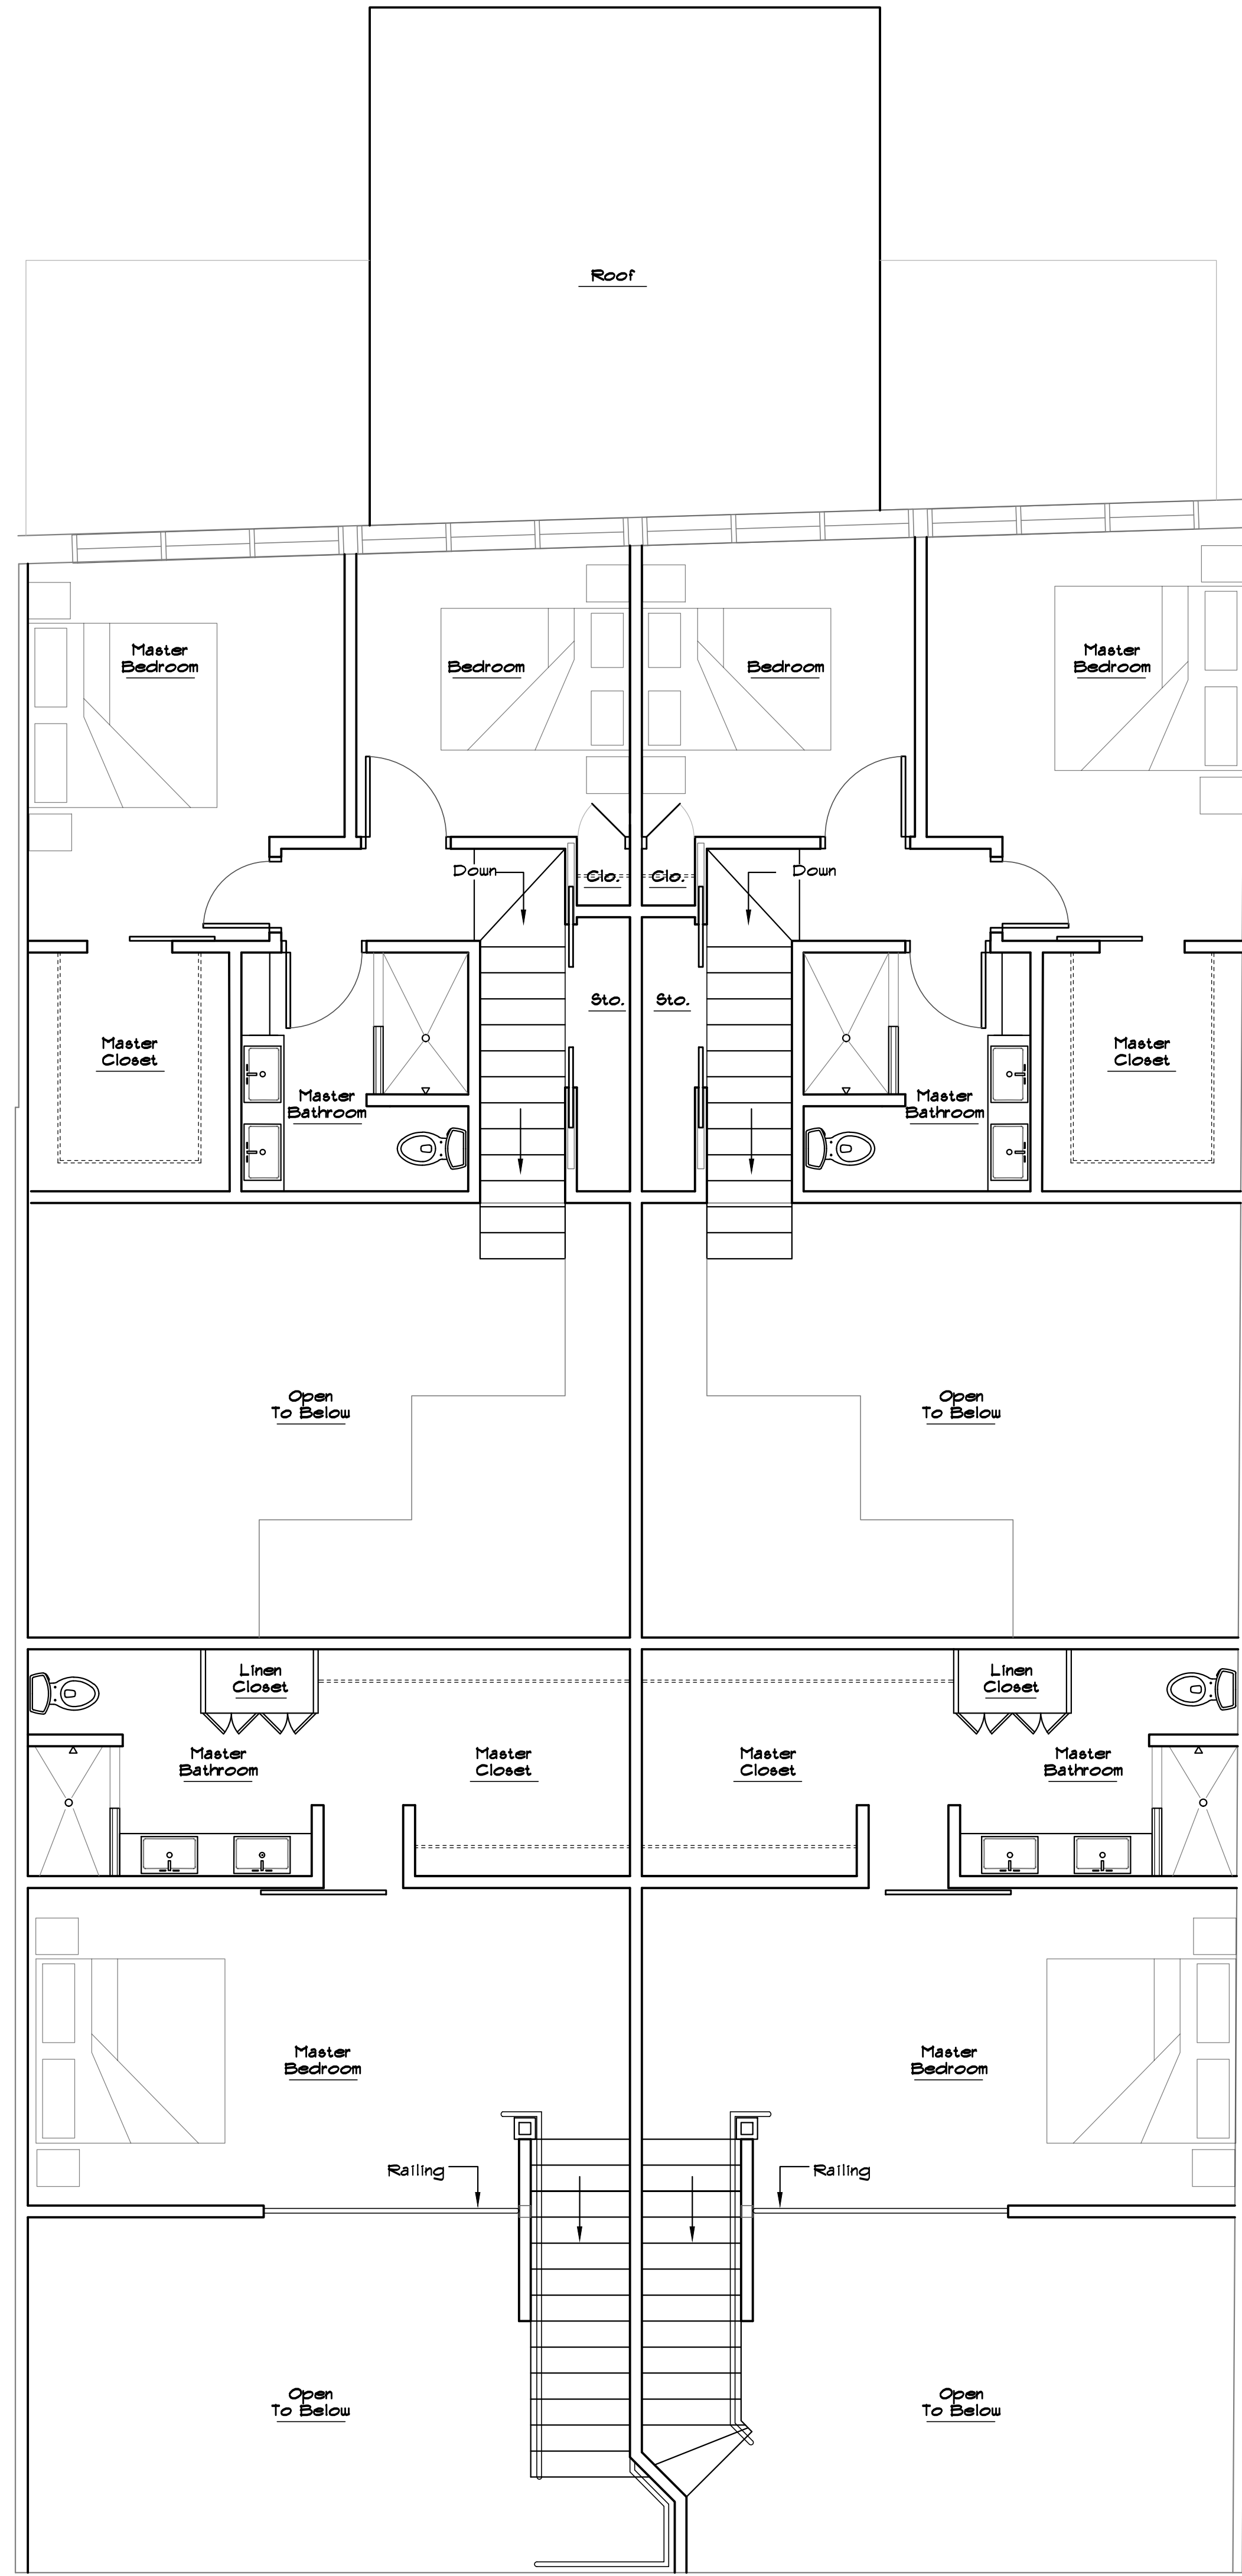 Roof
Master
Bedroom
Bedroom
Bedroom
Master
Bedroom
Down
Clo.
Clo.
Down
Sto.
Sto.
Master
Closet
Master
Bathroom
Master
Bathroom
Master
Closet
Open
To Below
Open
To Below
Linen
Closet
Linen
Closet
Master
Bathroom
Master
Closet
Master
Closet
Master
Bathroom
Master
Bedroom
Master
Bedroom
Railing
Railing
Open
To Below
Open
To Below